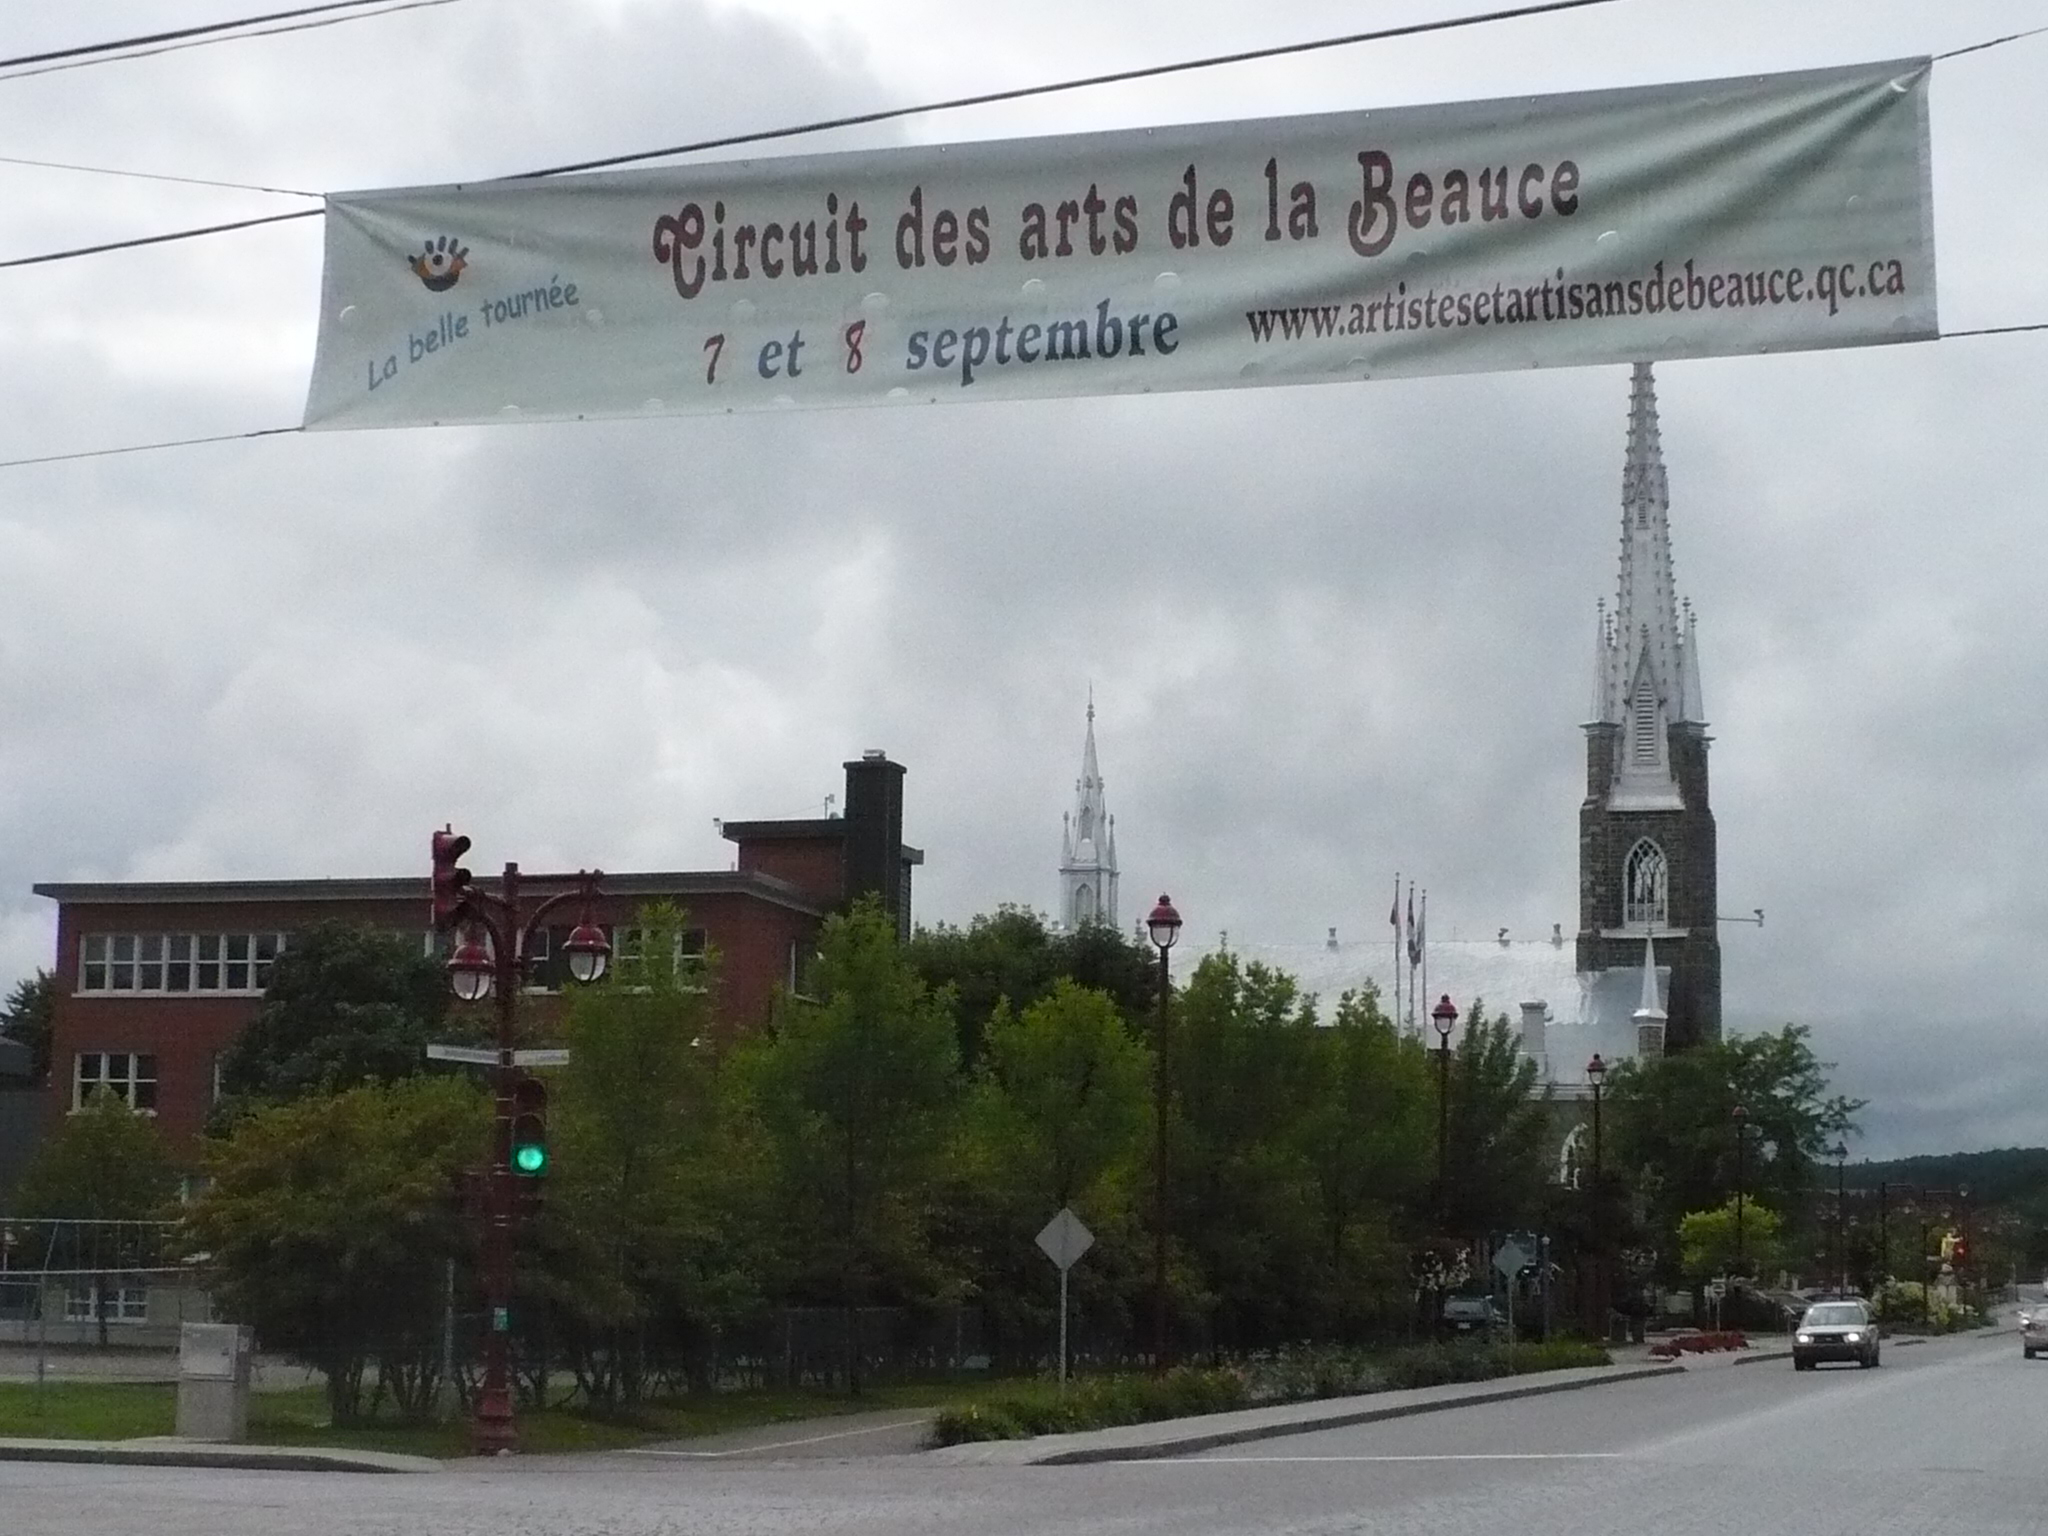 La belle tournée
Circuit des arts de la Beauce
7 et 8 septembre
www.artistesetartisansdebeauce.qc.ca